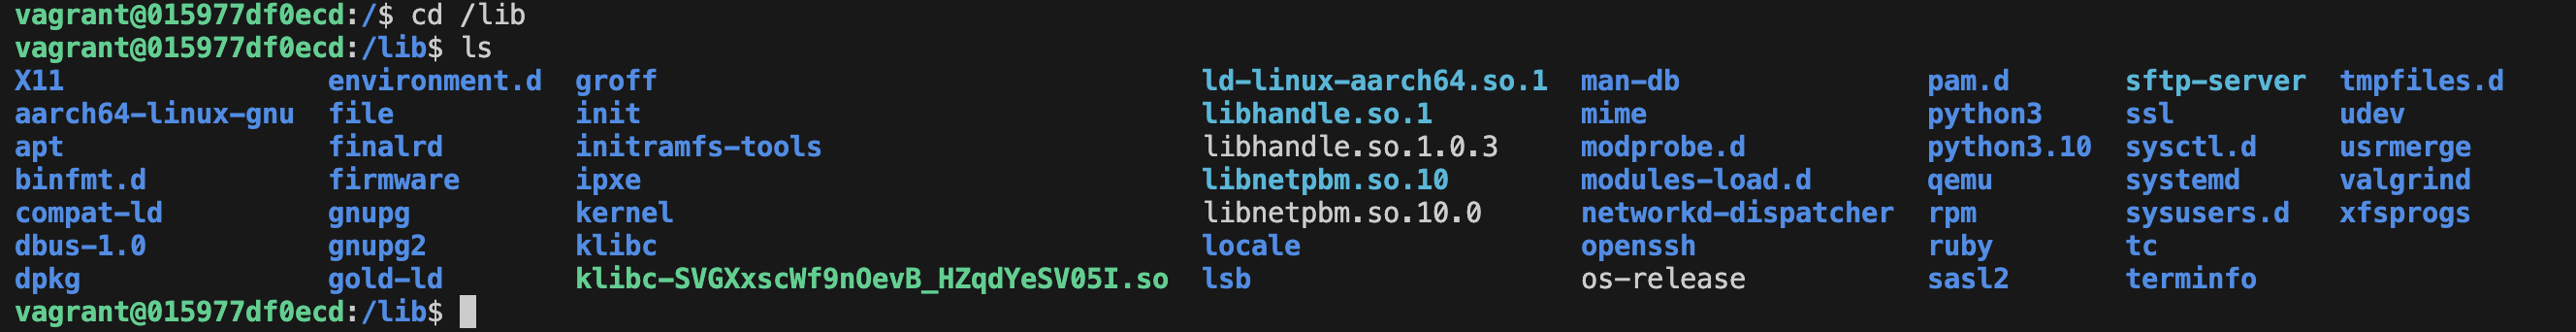 vagrant@015977df0ecd:/$ cd /lib
vagrant@015977df0ecd:/lib$ ls
X11 environment.d groff ld-linux-aarch64.so.1 man-db pam.d sftp-server tmpfiles.d
aarch64-linux-gnu file init libhandle.so.1 mime python3 ssl udev
apt finalrd initramfs-tools libhandle.so.1.0.3 modprobe.d python3.10 sysctl.d usrmerge
binfmt.d firmware ipxe libnetpbm.so.10 modules-load.d qemu systemd valgrind
compat-ld gnupg kernel libnetpbm.so.10.0 networkd-dispatcher rpm sysusers.d xfsprogs
dbus-1.0 gnupg2 klibc locale openssh ruby tc
dpkg gold-ld klibc-SVGXxscWf9nOevB_HZqdYeSV05I.so lsb os-release sasl2 terminfo
vagrant@015977df0ecd:/lib$